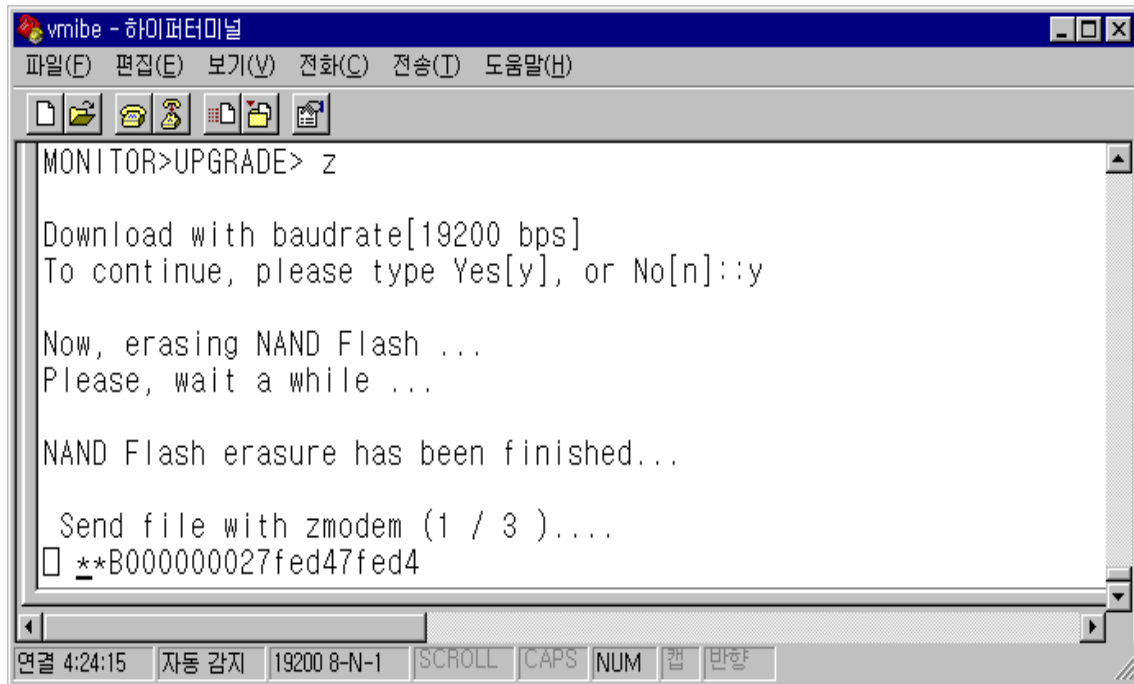 vmibe - 하이퍼터미널
파일(F) 편집(E) 보기(V) 전화(C) 전송(T) 도움말(H)
MONITOR>UPGRADE> z
Download with baudrate[19200 bps]
To continue, please type Yes[y], or No[n]::y
Now, erasing NAND Flash ...
Please, wait a while ...
NAND Flash erasure has been finished...
Send file with zmodem (1 / 3 )....
□ **B000000027fed47fed4
연결 4:24:15 자동 감지 19200 8-N-1 SCROLL CAPS NUM 캡 반향